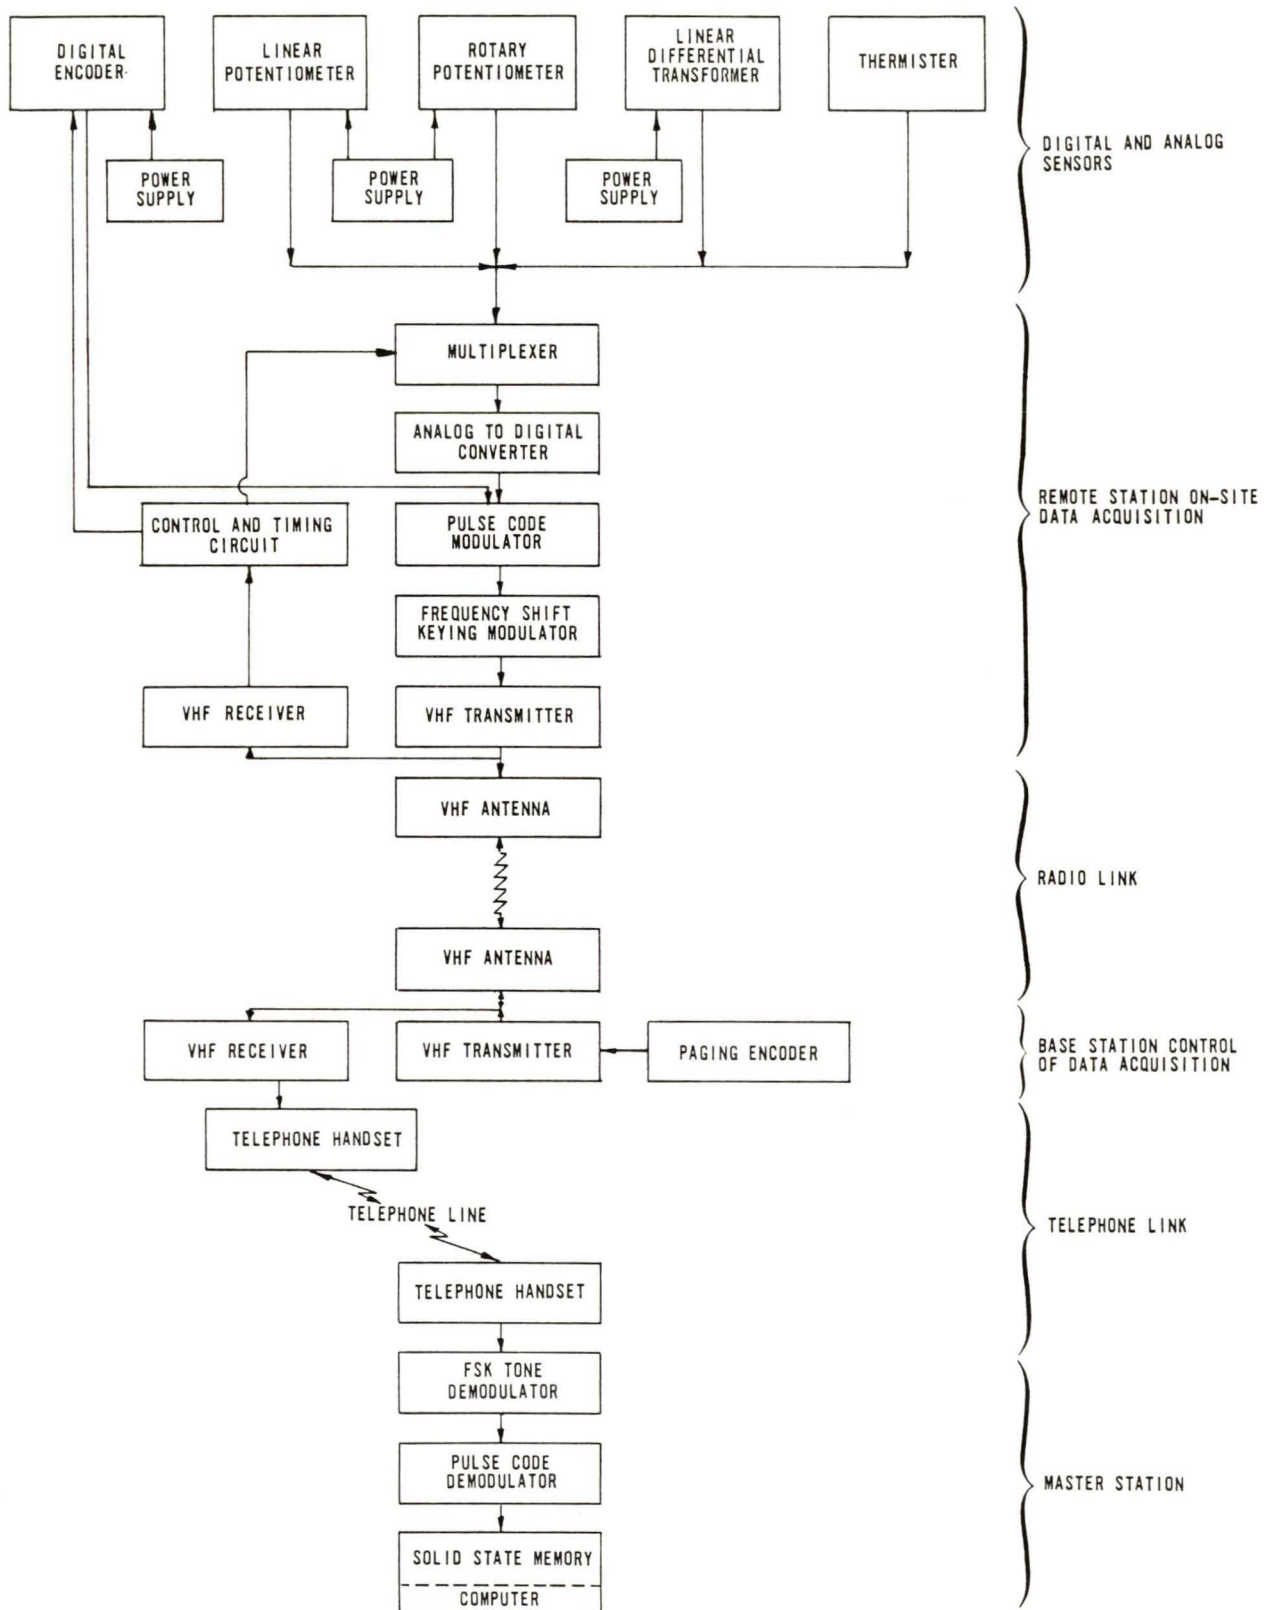 DIGITAL
ENCODER
LINEAR
POTENTIOMETER
ROTARY
POTENTIOMETER
LINEAR
DIFFERENTIAL
TRANSFORMER
THERMISTER
POWER
SUPPLY
POWER
SUPPLY
POWER
SUPPLY
DIGITAL AND ANALOG
SENSORS
MULTIPLEXER
ANALOG TO DIGITAL
CONVERTER
CONTROL AND TIMING
CIRCUIT
PULSE CODE
MODULATOR
REMOTE STATION ON-SITE
DATA ACQUISITION
FREQUENCY SHIFT
KEYING MODULATOR
VHF RECEIVER
VHF TRANSMITTER
VHF ANTENNA
RADIO LINK
VHF ANTENNA
VHF RECEIVER
VHF TRANSMITTER
PAGING ENCODER
BASE STATION CONTROL
OF DATA ACQUISITION
TELEPHONE HANDSET
TELEPHONE LINE
TELEPHONE LINK
TELEPHONE HANDSET
FSK TONE
DEMODULATOR
PULSE CODE
DEMODULATOR
MASTER STATION
SOLID STATE MEMORY
COMPUTER